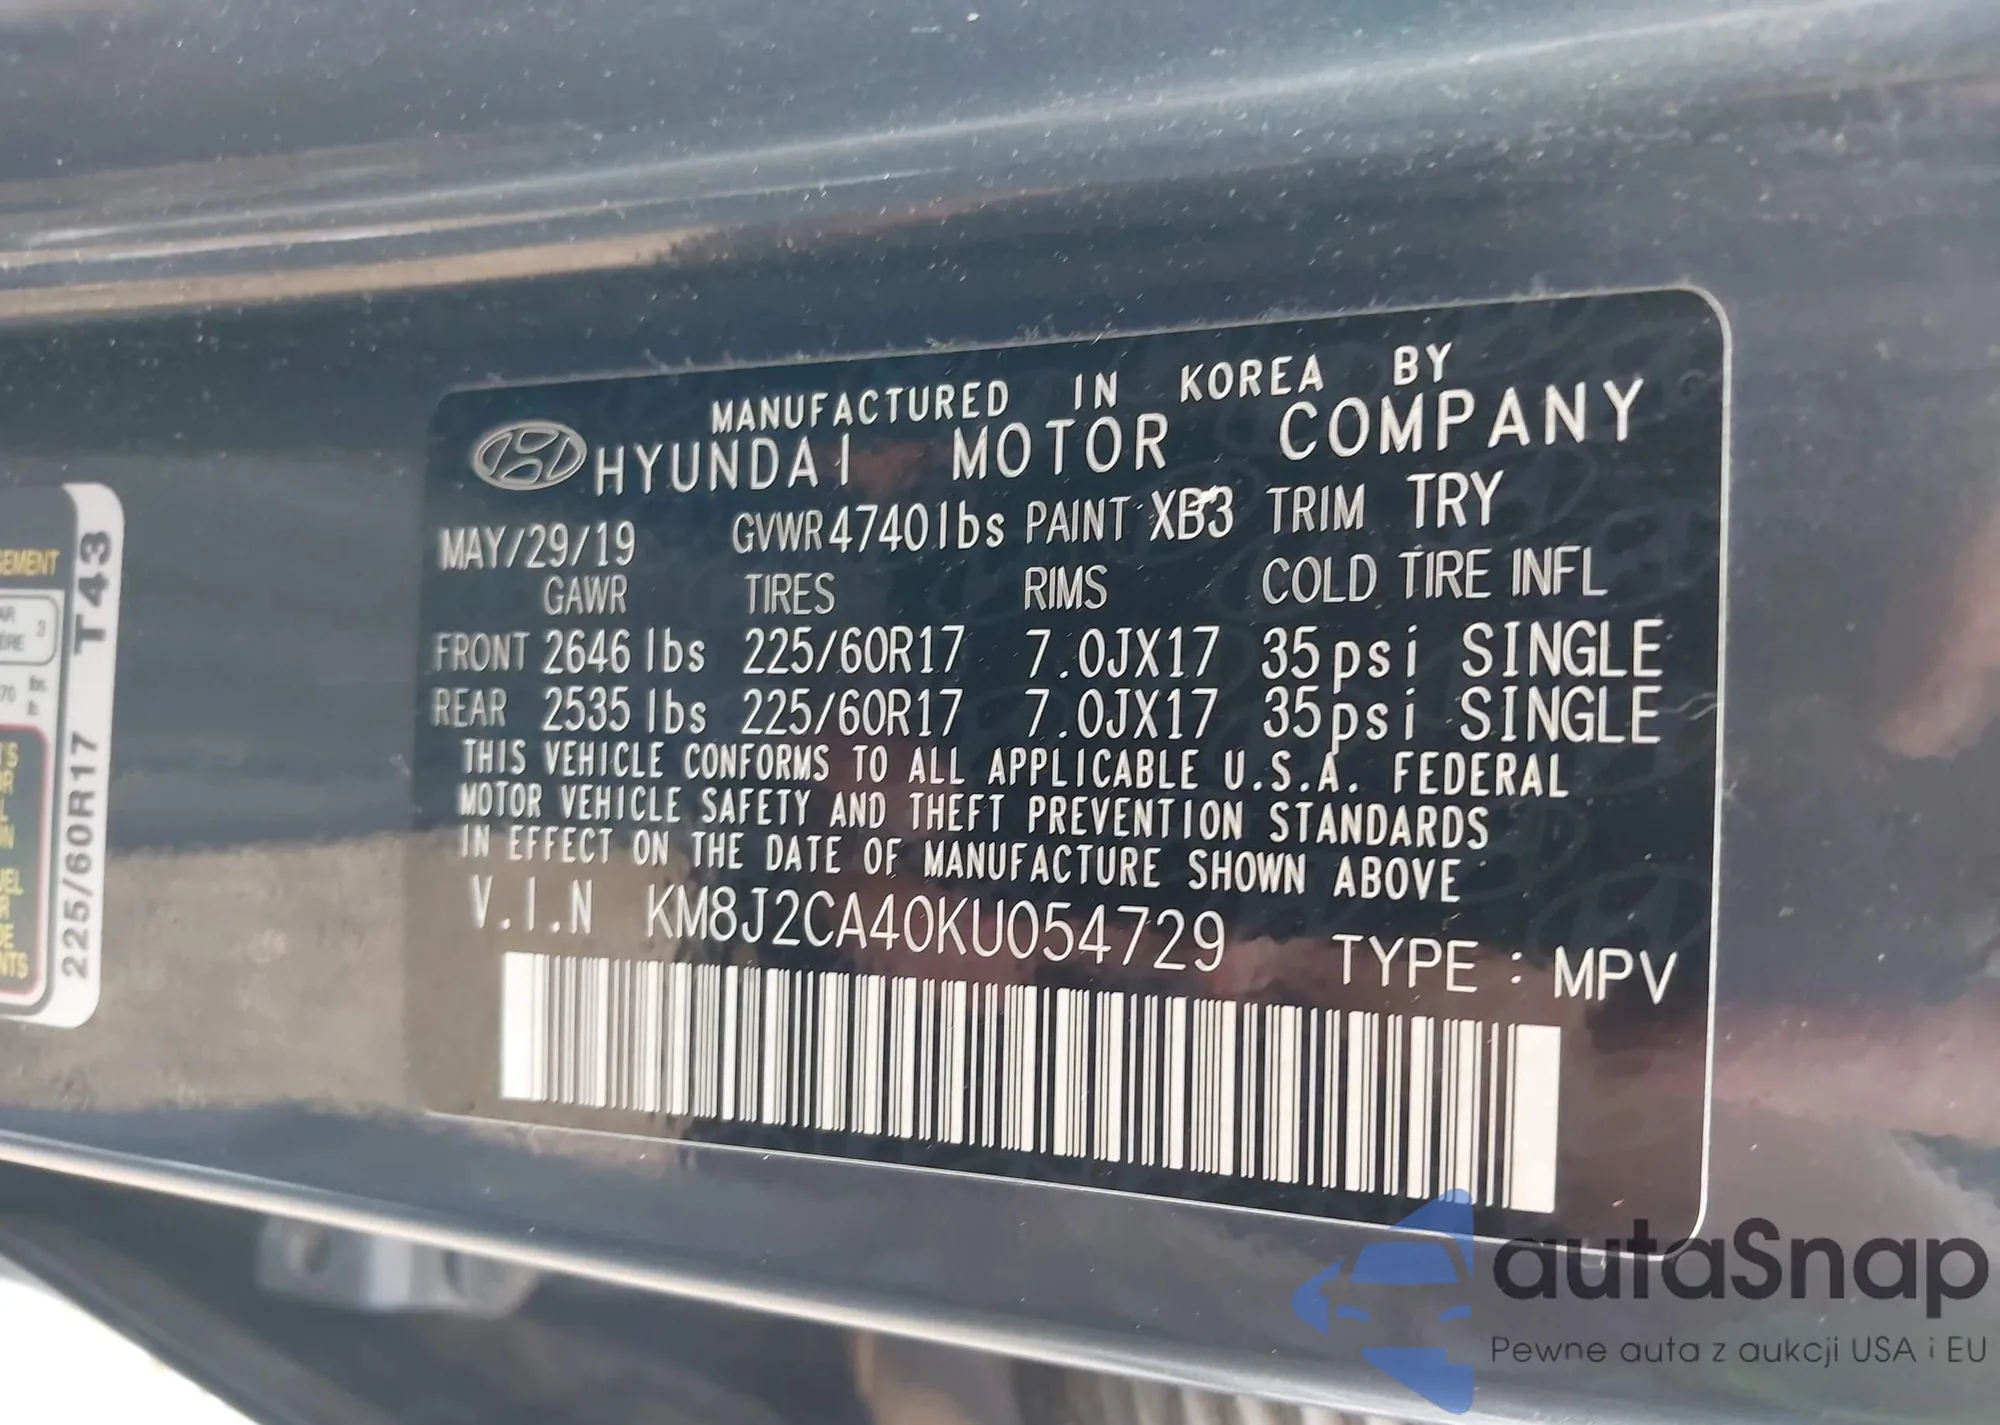 MANUFACTURED IN KOREA BY
HYUNDAI MOTOR COMPANY
MAY/29/19 GVWR 4740lbs PAINT XB3 TRIM TRY
GAWR TIRES RIMS COLD TIRE INFL
FRONT 2646 lbs 225/60R17 7.0JX17 35psi SINGLE
REAR 2535 lbs 225/60R17 7.0JX17 35psi SINGLE
THIS VEHICLE CONFORMS TO ALL APPLICABLE U.S.A. FEDERAL
MOTOR VEHICLE SAFETY AND THEFT PREVENTION STANDARDS
IN EFFECT ON THE DATE OF MANUFACTURE SHOWN ABOVE
V.I.N KM8J2CA40KU054729 TYPE : MPV
225/60R17 T43
3
autaSnap
Pewne auta z aukcji USA i EU